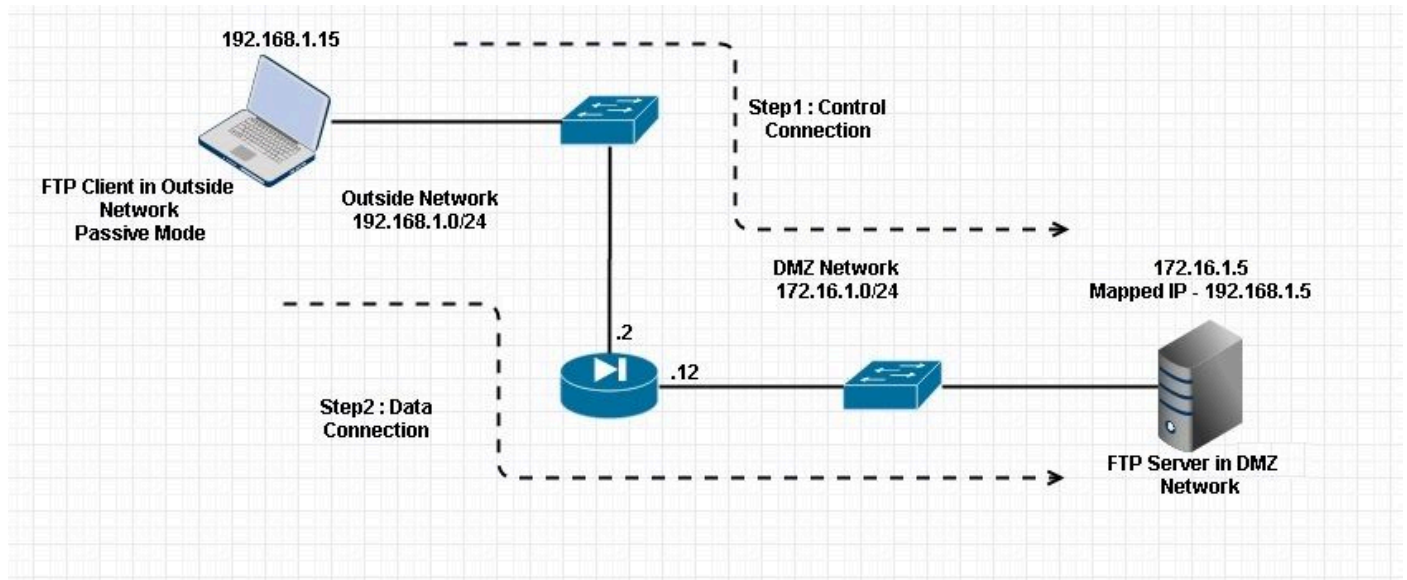 192.168.1.15
Step1 : Control
Connection
FTP Client in Outside
Network
Passive Mode
Outside Network
192.168.1.0/24
DMZ Network
172.16.1.0/24
172.16.1.5
Mapped IP - 192.168.1.5
.2
.12
Step2 : Data
Connection
FTP Server in DMZ
Network